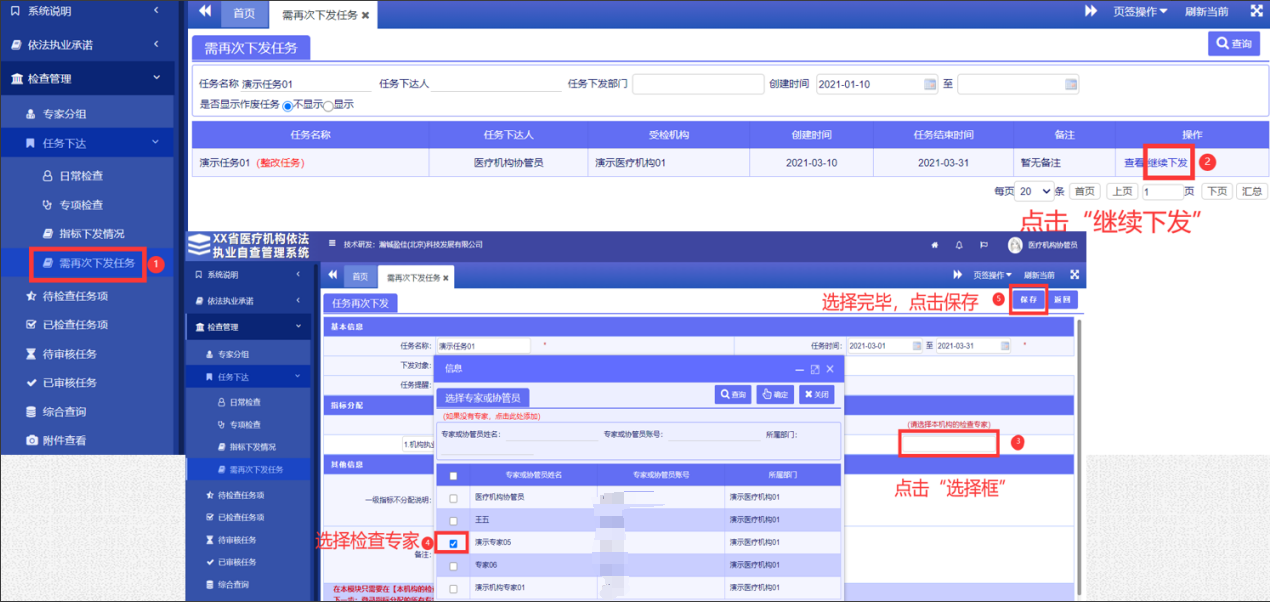 系统说明
依法执业承诺
检查管理
专家分组
任务下达
日常检查
专项检查
指标下发情况
需再次下发任务 1
待检查任务项
已检查任务项
待审核任务
已审核任务
综合查询
附件查看
首页 需再次下发任务 页签操作 刷新当前
需再次下发任务 查询
任务名称 演示任务01 任务下达人 任务下发部门 创建时间 2021-01-10 至
是否显示作废任务 不显示 显示
任务名称 任务下达人 受检机构 创建时间 任务结束时间 备注 操作
演示任务01 (整改任务) 医疗机构协管员 演示医疗机构01 2021-03-10 2021-03-31 暂无备注 查看 继续下发 2
每页 20 条 首页 上页 1 页 下页 汇总
点击“继续下发”
XX省医疗机构依法
执业自查管理系统
技术研发：瀚铖盈佳(北京)科技发展有限公司 医疗机构协管员
系统说明
依法执业承诺
检查管理
专家分组
任务下达
日常检查
专项检查
指标下发情况
需再次下发任务
待检查任务项
已检查任务项
待审核任务
已审核任务
综合查询
首页 需再次下发任务 页签操作 刷新当前
任务再次下发 选择完毕，点击保存 5 保存 返回
基本信息
任务名称: 演示任务01 * 任务时间: 2021-03-01 至 2021-03-31 *
下发对象:
任务提醒:
指标分配
(请选择本机构的检查专家)
1.机构执业 3
点击“选择框”
其他信息
一级指标不分配说明:
备注:
信息
选择专家或协管员 查询 确定 关闭
(如果没有专家，点击此处添加)
专家或协管员姓名: 专家或协管员账号: 所属部门:
专家或协管员姓名 专家或协管员账号 所属部门
医疗机构协管员 演示医疗机构01
王五 演示医疗机构01
选择检查专家 4 演示专家05 演示医疗机构01
专家06 演示医疗机构01
演示机构专家01 演示医疗机构01
在本模块只需要在【本机构的检